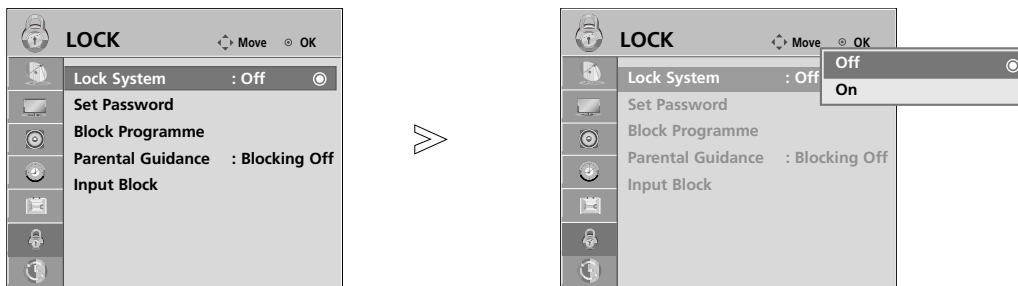 LOCK Move OK
Lock System : Off
Set Password
Block Programme
Parental Guidance : Blocking Off
Input Block
LOCK Move OK
Lock System : Off
Off
On
Set Password
Block Programme
Parental Guidance : Blocking Off
Input Block